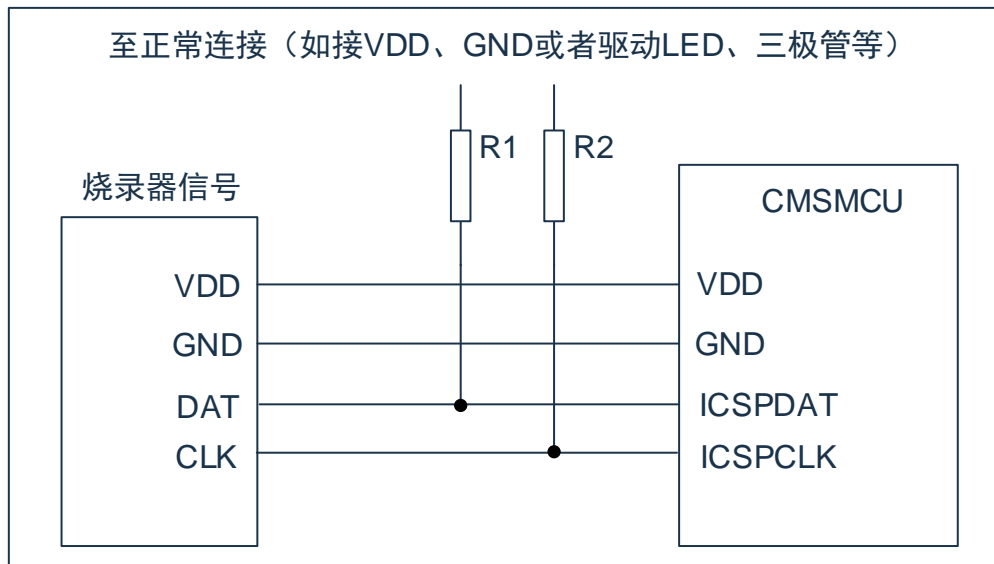 至正常连接（如接VDD、GND或者驱动LED、三极管等）
R1
R2
烧录器信号
CMSMCU
VDD
VDD
GND
GND
DAT
ICSPDAT
CLK
ICSPCLK